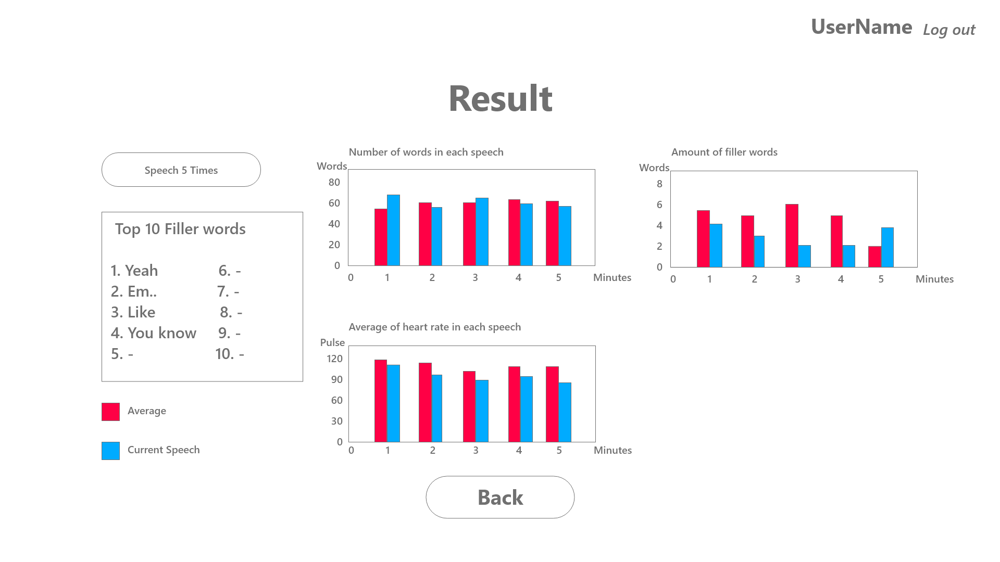 UserName Log out
Result
Speech 5 Times
Top 10 Filler words
1. Yeah 6. -
2. Em.. 7. -
3. Like 8. -
4. You know 9. -
5. - 10. -
Average
Current Speech
Number of words in each speech
Words
80
60
40
20
0
0 1 2 3 4 5 Minutes
Amount of filler words
Words
8
6
4
2
0
0 1 2 3 4 5 Minutes
Average of heart rate in each speech
Pulse
120
90
60
30
0
0 1 2 3 4 5 Minutes
Back